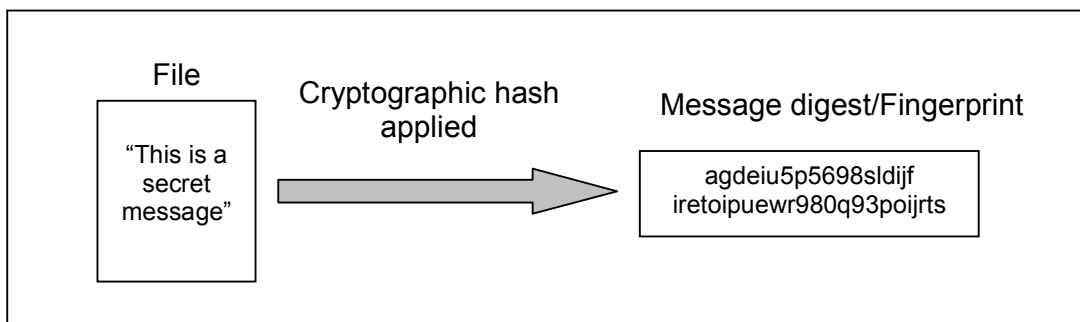 File
“This is a
secret
message”
Cryptographic hash
applied
Message digest/Fingerprint
agdeiu5p5698sldijf
iretoipuewr980q93poijrts